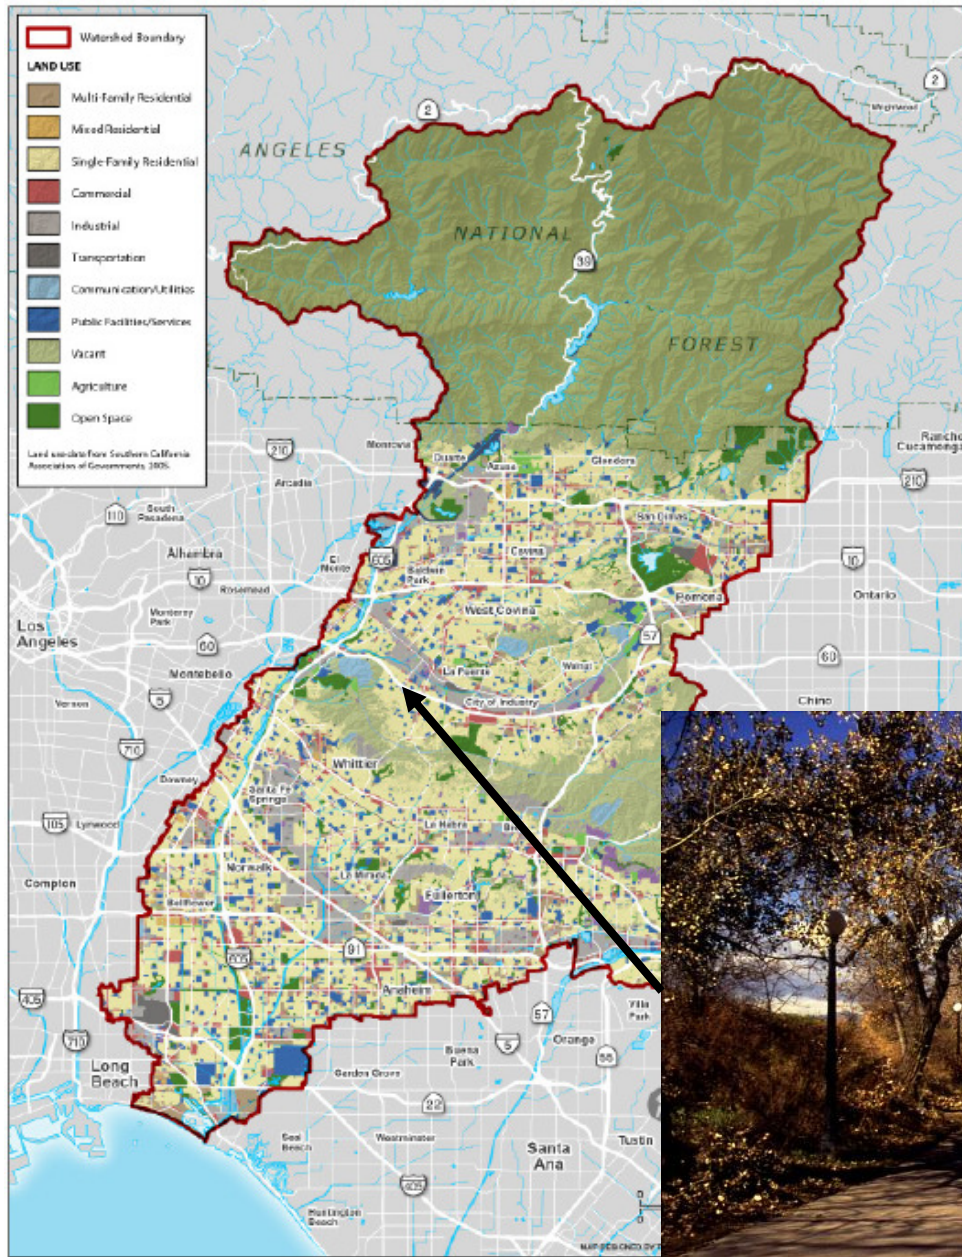 Watershed Boundary
LAND USE
Multi-Family Residential
Mixed Residential
Single-Family Residential
Commercial
Industrial
Transportation
Communication/Utilities
Public Facilities/Services
Vacant
Agriculture
Open Space
Land use data from Southern California
Association of Governments, 2005.
2
2
Wrightwood
ANGELES
NATIONAL
39
FOREST
Monrovia
210
Duarte
Azusa
Glendora
Rancho
Cucamonga
210
Arcadia
110
South
Pasadena
San Dimas
Alhambra
El
Monte
605
Baldwin
Park
Covina
10
10
Rosemead
Pomona
Ontario
Los
Angeles
Monterey
Park
West Covina
60
57
60
Montebello
La Puente
Walnut
5
City of Industry
Chino
Vernon
710
Whittier
Downey
Santa Fe
Springs
105
Lynwood
La Habra
Compton
Norwalk
La Mirada
Fullerton
Bellflower
605
91
Anaheim
405
57
Villa
Park
710
Long
Beach
Buena
Park
5
Orange
55
Garden Grove
22
Tustin
Seal
Beach
Westminster
Santa
Ana
405
Huntington
Beach
0
0
MAP DESIGNED BY